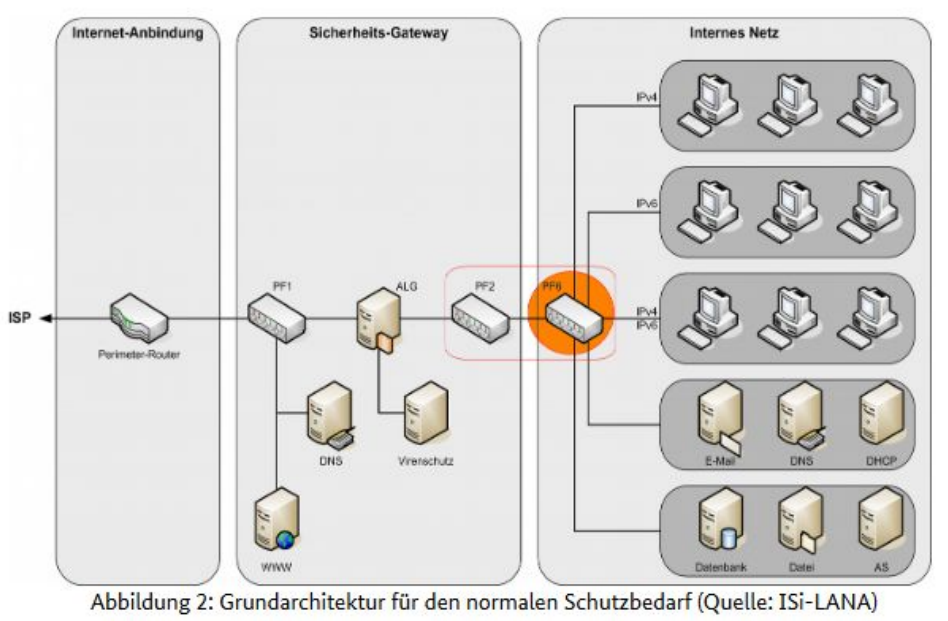 Internet-Anbindung
Sicherheits-Gateway
Internes Netz
IPv4
IPv6
PF1
ALG
PF2
PF6
ISP
IPv4
IPv6
Perimeter-Router
DNS
Virenschutz
E-Mail
DNS
DHCP
WWW
Datenbank
Datei
AS
Abbildung 2: Grundarchitektur für den normalen Schutzbedarf (Quelle: ISi-LANA)